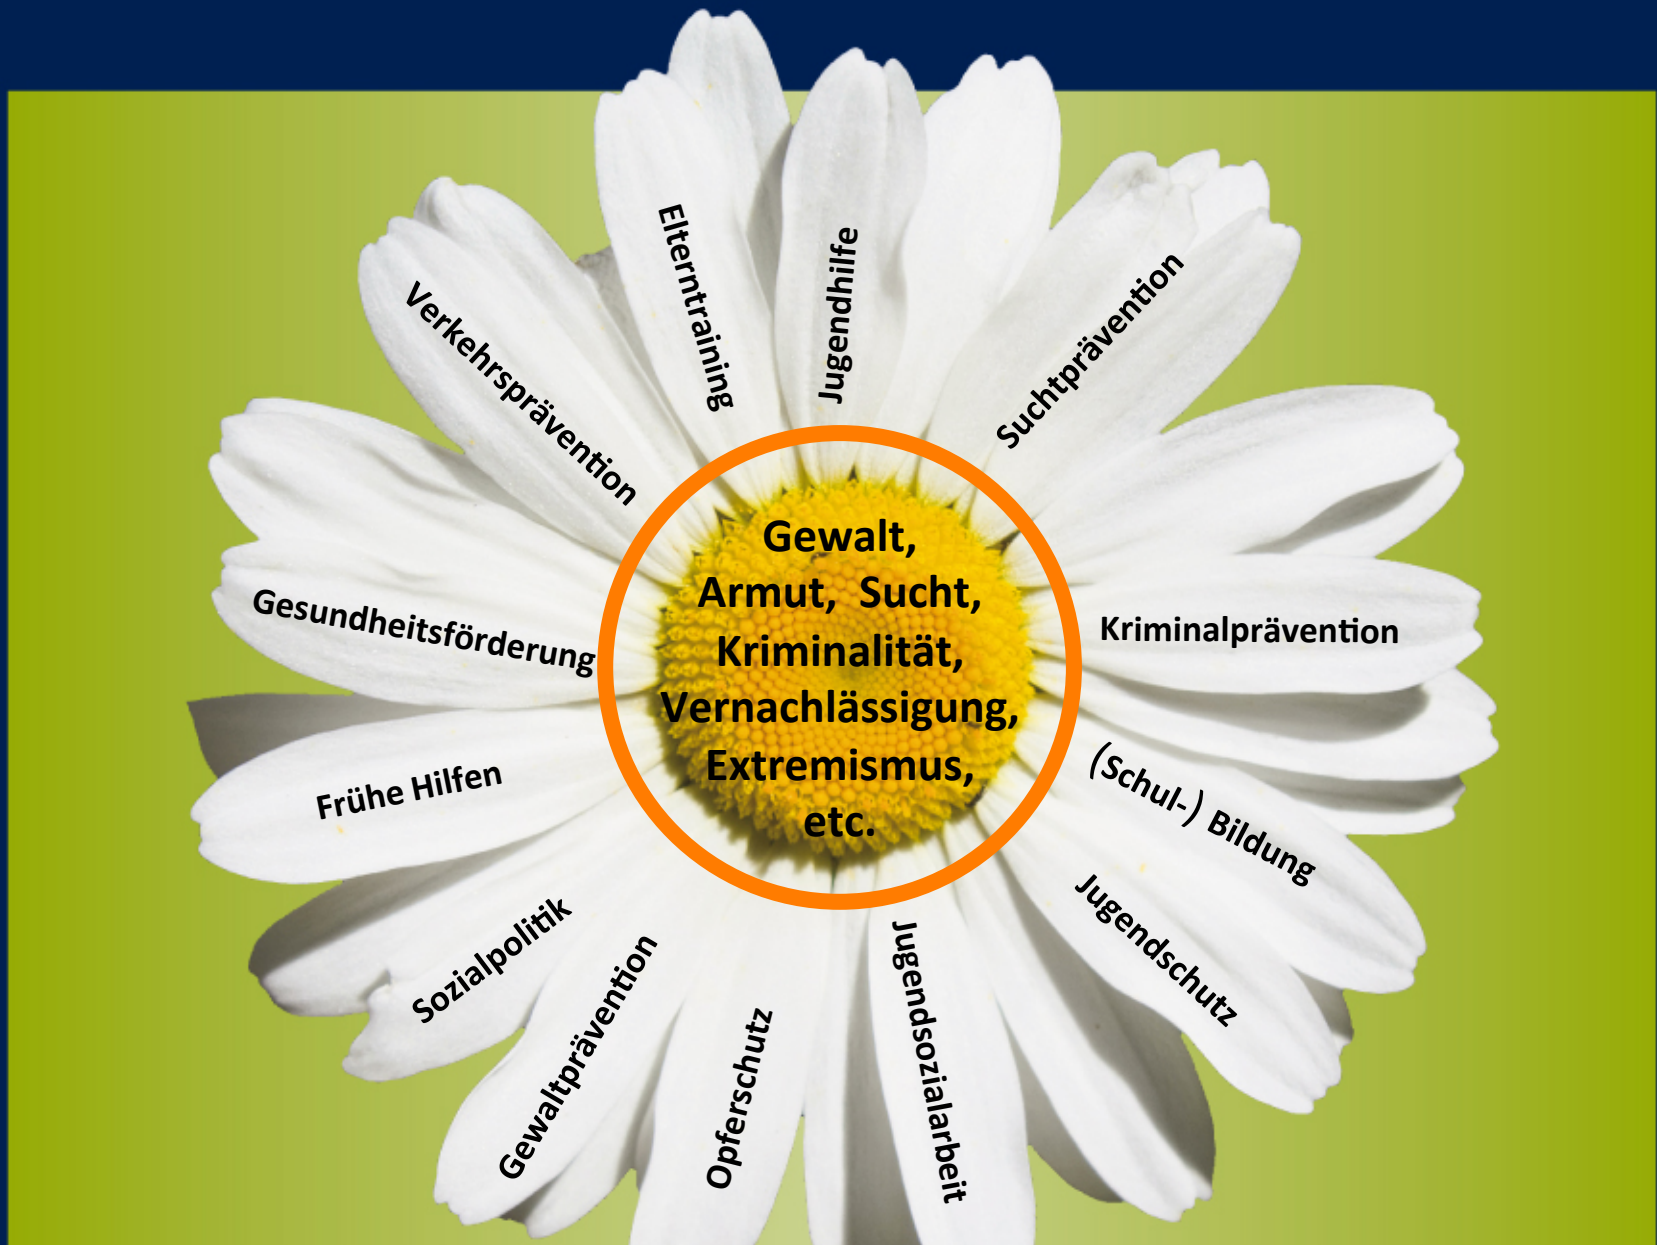 Elterntraining
Jugendhilfe
Suchtprävention
Verkehrsprävention
Gewalt,
Armut, Sucht,
Kriminalität,
Vernachlässigung,
Extremismus,
etc.
Gesundheitsförderung
Kriminalprävention
Frühe Hilfen
(Schul-) Bildung
Jugendschutz
Sozialpolitik
Gewaltprävention
Opferschutz
Jugendsozialarbeit